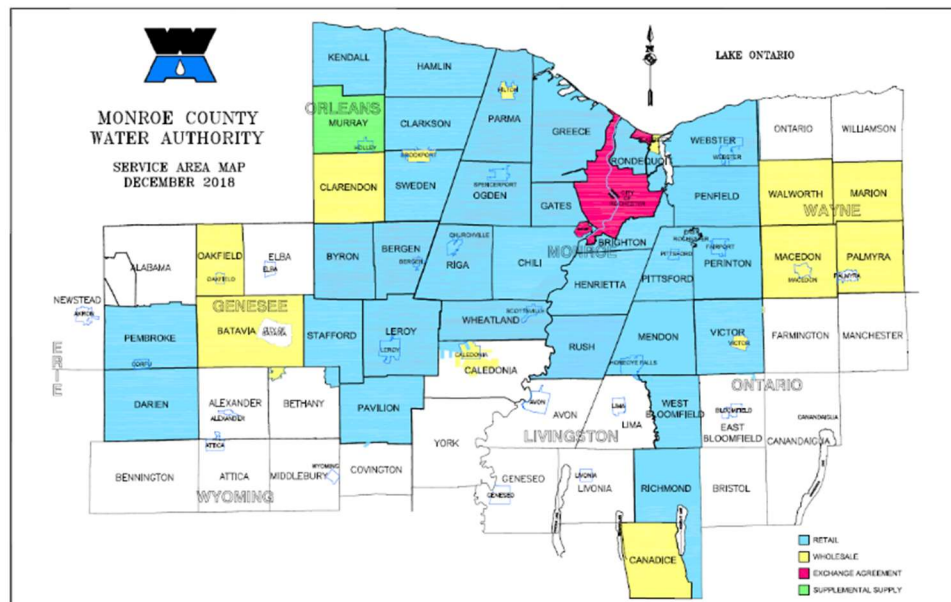 LAKE ONTARIO
MONROE COUNTY
WATER AUTHORITY
SERVICE AREA MAP
DECEMBER 2018
N
KENDALL
HAMLIN
ORLEANS
MURRAY
HOLLEY
CLARKSON
HILTON
PARMA
GREECE
WEBSTER
WEBSTER
ONTARIO
WILLIAMSON
BROCKPORT
CLARENDON
SWEDEN
SPENCERPORT
OGDEN
GATES
RONDEQUOIT
ROCHESTER
PENFIELD
WALWORTH
MARION
WAYNE
ALABAMA
OAKFIELD
OAKFIELD
ELBA
ELBA
BYRON
BERGEN
BERGEN
CHURCHVILLE
RIGA
CHILI
MONROE
BRIGHTON
HENRIETTA
EAST
ROCHESTER
PITTSFORD
PITTSFORD
FAIRPORT
PERINTON
MACEDON
MACEDON
PALMYRA
PALMYRA
NEWSTEAD
AKRON
GENESEE
BATAVIA
CITY OF
BATAVIA
STAFFORD
LEROY
LEROY
WHEATLAND
SCOTTSVILLE
RUSH
MENDON
HONEOYE FALLS
VICTOR
VICTOR
FARMINGTON
MANCHESTER
PEMBROKE
CORFU
ERIE
DARIEN
ALEXANDER
ALEXANDER
BETHANY
PAVILION
CALEDONIA
CALEDONIA
AVON
AVON
LIMA
LIMA
LIVINGSTON
WEST
BLOOMFIELD
ONTARIO
BLOOMFIELD
EAST
BLOOMFIELD
CANANDAIGUA
CANANDAIGUA
ATTICA
BENNINGTON
ATTICA
WYOMING
MIDDLEBURY
WYOMING
COVINGTON
YORK
GENESEO
GENESEO
LIVONIA
LIVONIA
RICHMOND
BRISTOL
CANADICE
RETAIL
WHOLESALE
EXCHANGE AGREEMENT
SUPPLEMENTAL SUPPLY